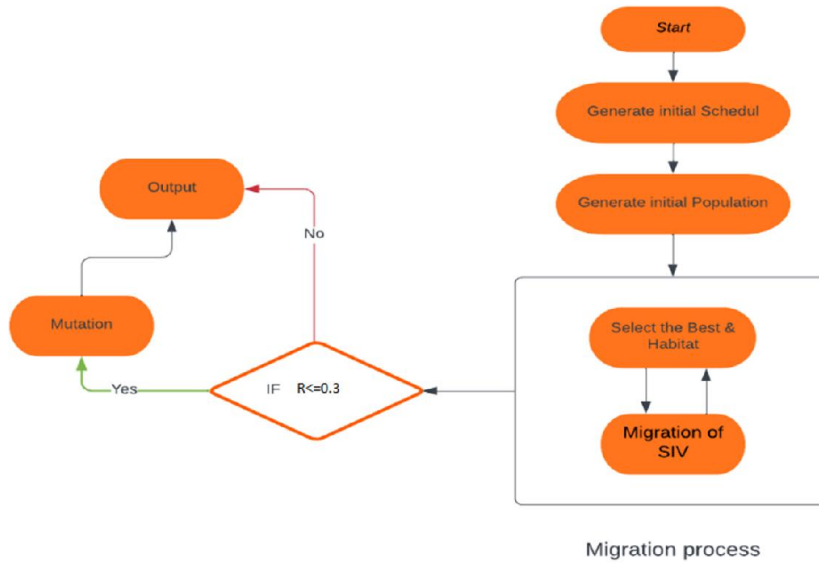 Start
Generate initial Schedul
Generate initial Population
Select the Best &
Habitat
Migration of
SIV
Migration process
IF R<=0.3
No
Yes
Output
Mutation